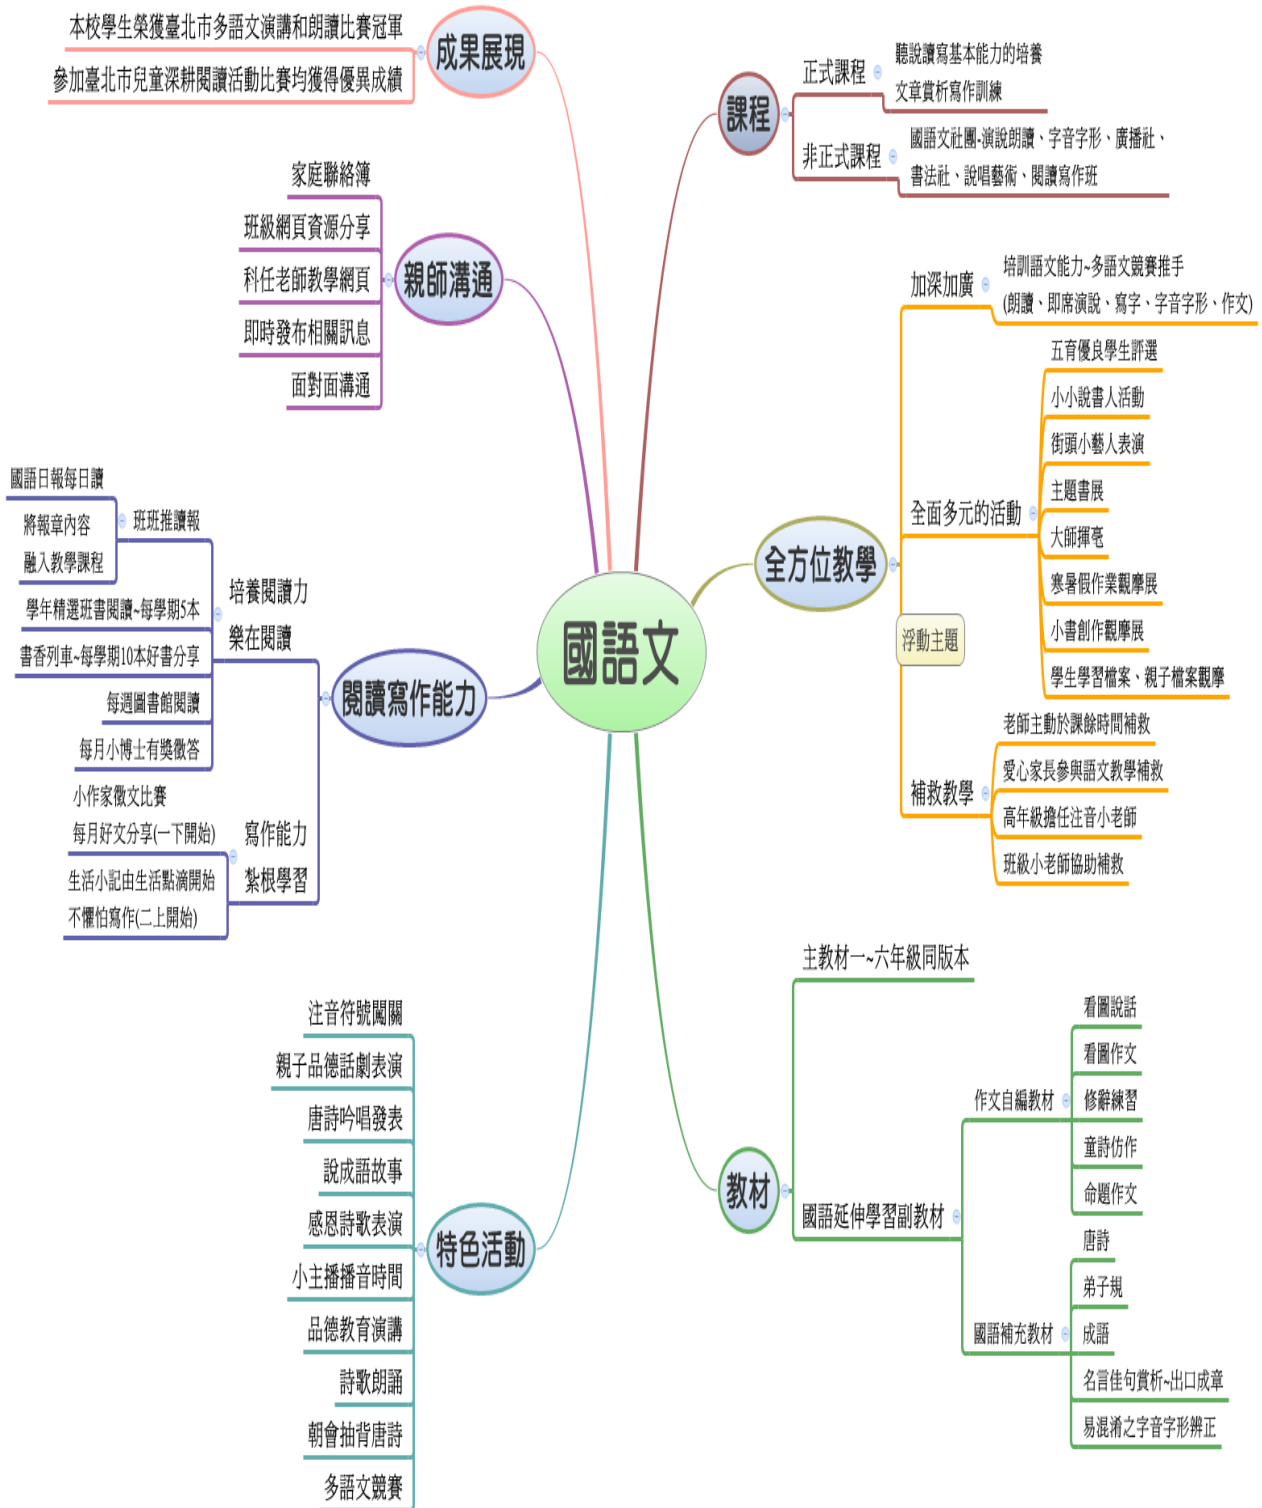 國語文
課程
正式課程
聽說讀寫基本能力的培養
文章賞析寫作訓練
非正式課程
國語文社團-演說朗讀、字音字形、廣播社、
書法社、說唱藝術、閱讀寫作班
全方位教學
加深加廣
培訓語文能力~多語文競賽推手
(朗讀、即席演說、寫字、字音字形、作文)
全面多元的活動
五育優良學生評選
小小說書人活動
街頭小藝人表演
主題書展
大師揮毫
寒暑假作業觀摩展
小書創作觀摩展
學生學習檔案、親子檔案觀摩
浮動主題
補救教學
老師主動於課餘時間補救
愛心家長參與語文教學補救
高年級擔任注音小老師
班級小老師協助補救
教材
主教材一~六年級同版本
國語延伸學習副教材
作文自編教材
看圖說話
看圖作文
修辭練習
童詩仿作
命題作文
國語補充教材
唐詩
弟子規
成語
名言佳句賞析~出口成章
易混淆之字音字形辨正
成果展現
本校學生榮獲臺北市多語文演講和朗讀比賽冠軍
參加臺北市兒童深耕閱讀活動比賽均獲得優異成績
親師溝通
家庭聯絡簿
班級網頁資源分享
科任老師教學網頁
即時發布相關訊息
面對面溝通
閱讀寫作能力
培養閱讀力
樂在閱讀
班班推讀報
國語日報每日讀
將報章內容
融入教學課程
學年精選班書閱讀~每學期5本
書香列車~每學期10本好書分享
每週圖書館閱讀
每月小博士有獎徵答
寫作能力
紮根學習
小作家徵文比賽
每月好文分享(一下開始)
生活小記由生活點滴開始
不懼怕寫作(二上開始)
特色活動
注音符號闖關
親子品德話劇表演
唐詩吟唱發表
說成語故事
感恩詩歌表演
小主播播音時間
品德教育演講
詩歌朗誦
朝會抽背唐詩
多語文競賽